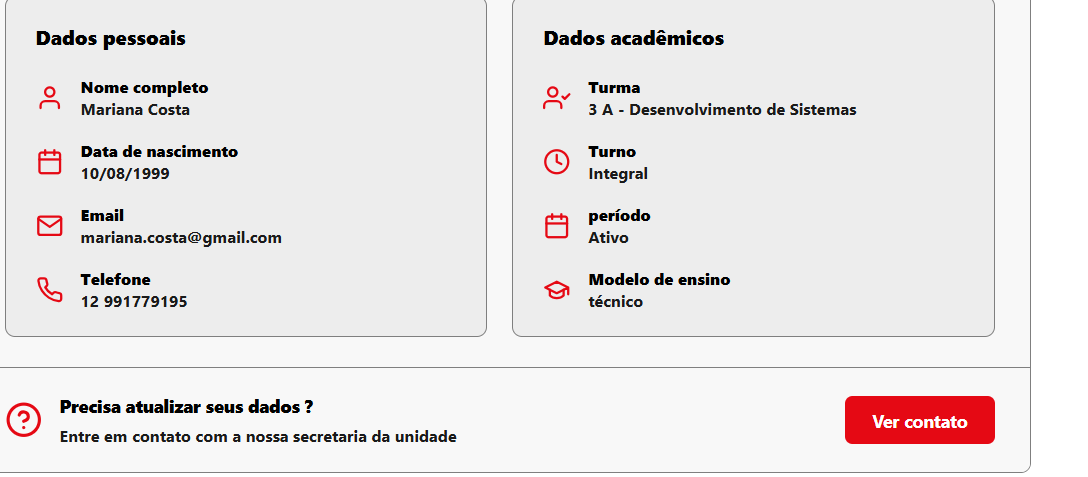 Dados pessoais
Nome completo
Mariana Costa
Data de nascimento
10/08/1999
Email
mariana.costa@gmail.com
Telefone
12 991779195
Dados acadêmicos
Turma
3 A - Desenvolvimento de Sistemas
Turno
Integral
período
Ativo
Modelo de ensino
técnico
Precisa atualizar seus dados ?
Entre em contato com a nossa secretaria da unidade
Ver contato